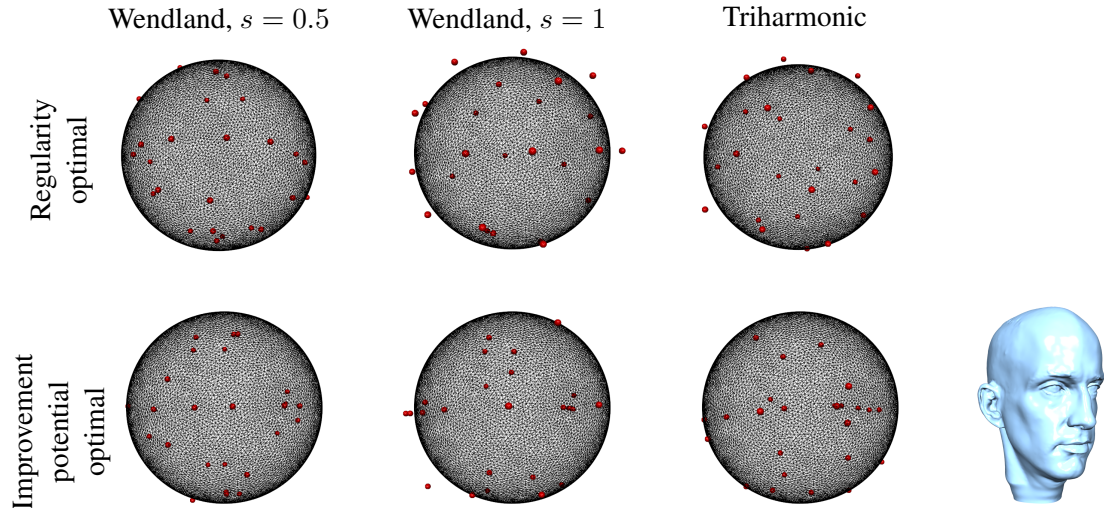 Wendland, s = 0.5
Wendland, s = 1
Triharmonic
Regularity
optimal
Improvement
potential
optimal